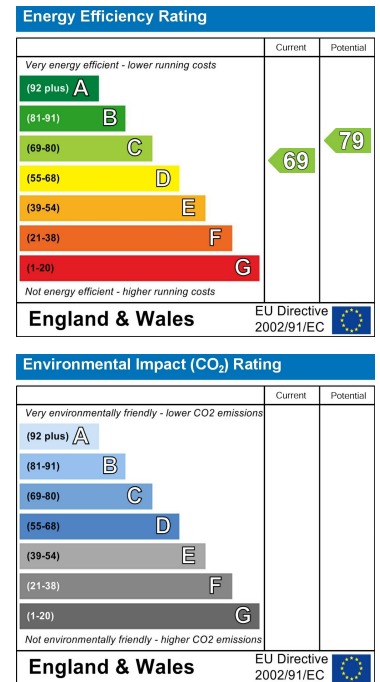 Energy Efficiency Rating
Current Potential
Very energy efficient - lower running costs
(92 plus) A
(81-91) B
(69-80) C
(55-68) D
(39-54) E
(21-38) F
(1-20) G
69
79
Not energy efficient - higher running costs
England & Wales
EU Directive
2002/91/EC
Environmental Impact (CO₂) Rating
Current Potential
Very environmentally friendly - lower CO2 emissions
(92 plus) A
(81-91) B
(69-80) C
(55-68) D
(39-54) E
(21-38) F
(1-20) G
Not environmentally friendly - higher CO2 emissions
England & Wales
EU Directive
2002/91/EC